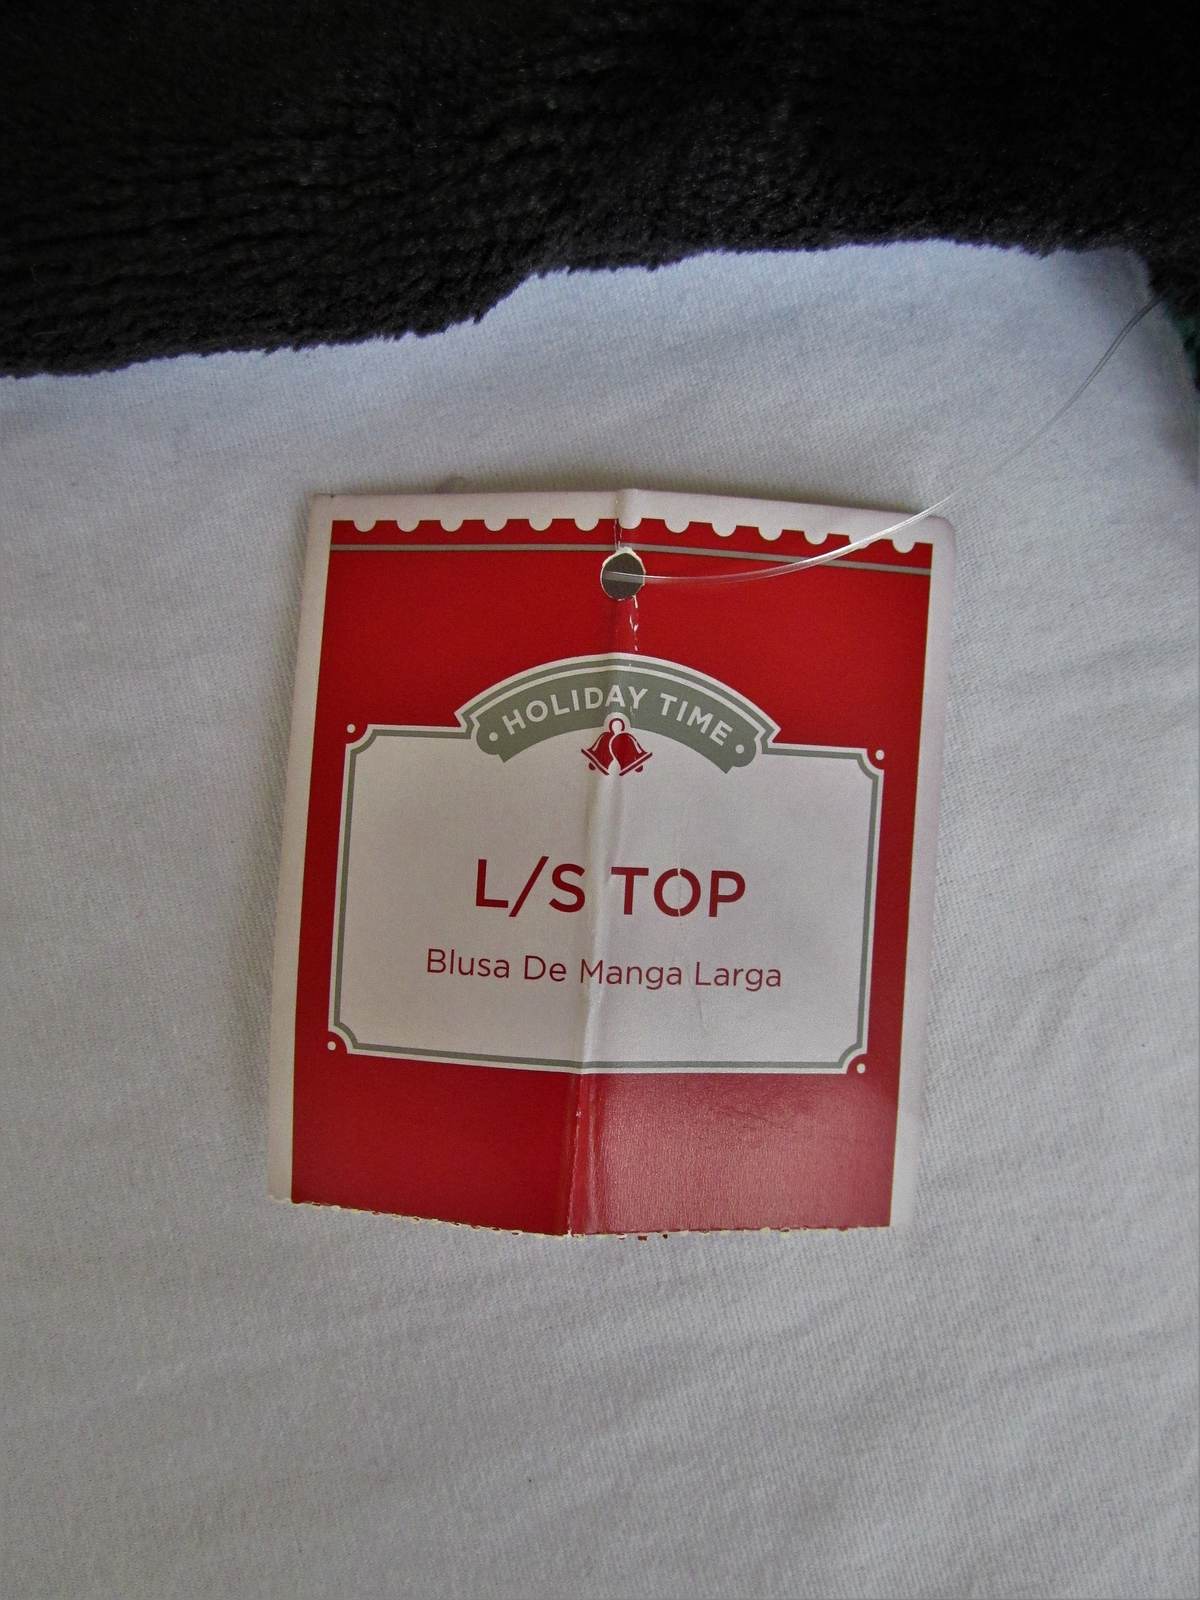 HOLIDAY TIME
L/S TOP
Blusa De Manga Larga